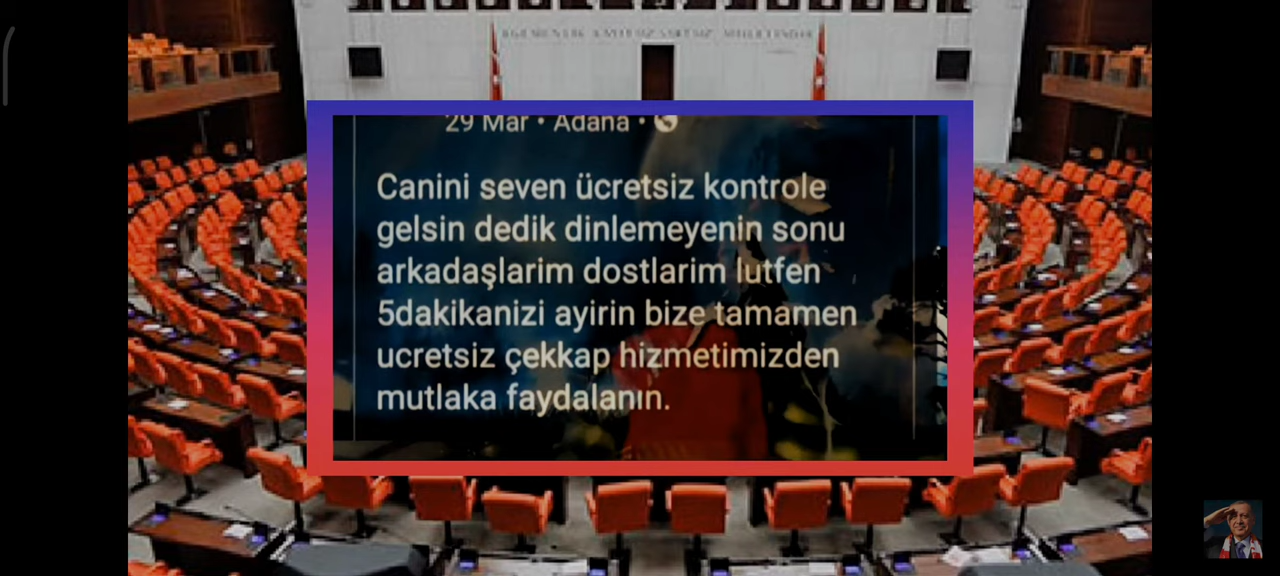 29 Mar • Adana •
Canini seven ücretsiz kontrole
gelsin dedik dinlemeyenin sonu
arkadaşlarim dostlarim lutfen
5dakikanizi ayirin bize tamamen
ucretsiz çekkap hizmetimizden
mutlaka faydalanın.